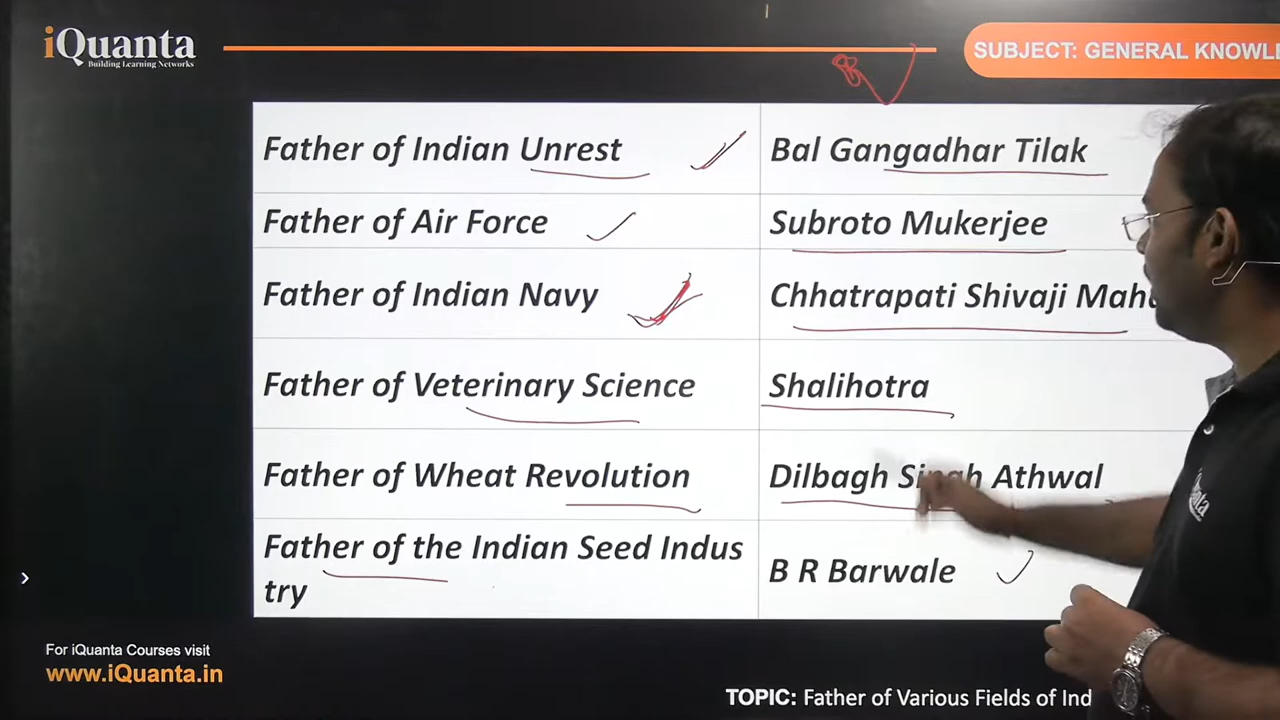 iQuanta
Building Learning Networks
SUBJECT: GENERAL KNOWLE
Father of Indian Unrest
Bal Gangadhar Tilak
Father of Air Force
Subroto Mukerjee
Father of Indian Navy
Chhatrapati Shivaji Maha
Father of Veterinary Science
Shalihotra
Father of Wheat Revolution
Dilbagh Singh Athwal
Father of the Indian Seed Indus
try
B R Barwale
For iQuanta Courses visit
www.iQuanta.in
TOPIC: Father of Various Fields of Ind